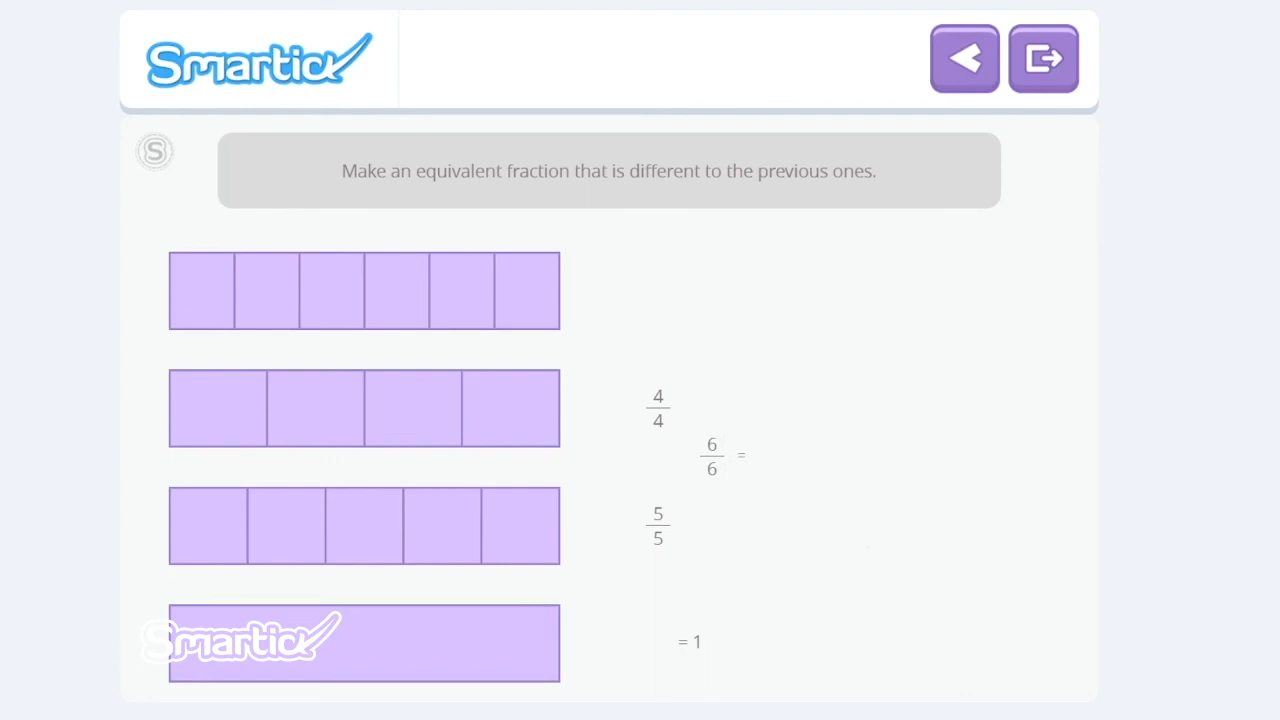 Smartick
S
Make an equivalent fraction that is different to the previous ones.
4
4
6
6
=
5
5
Smartick
= 1